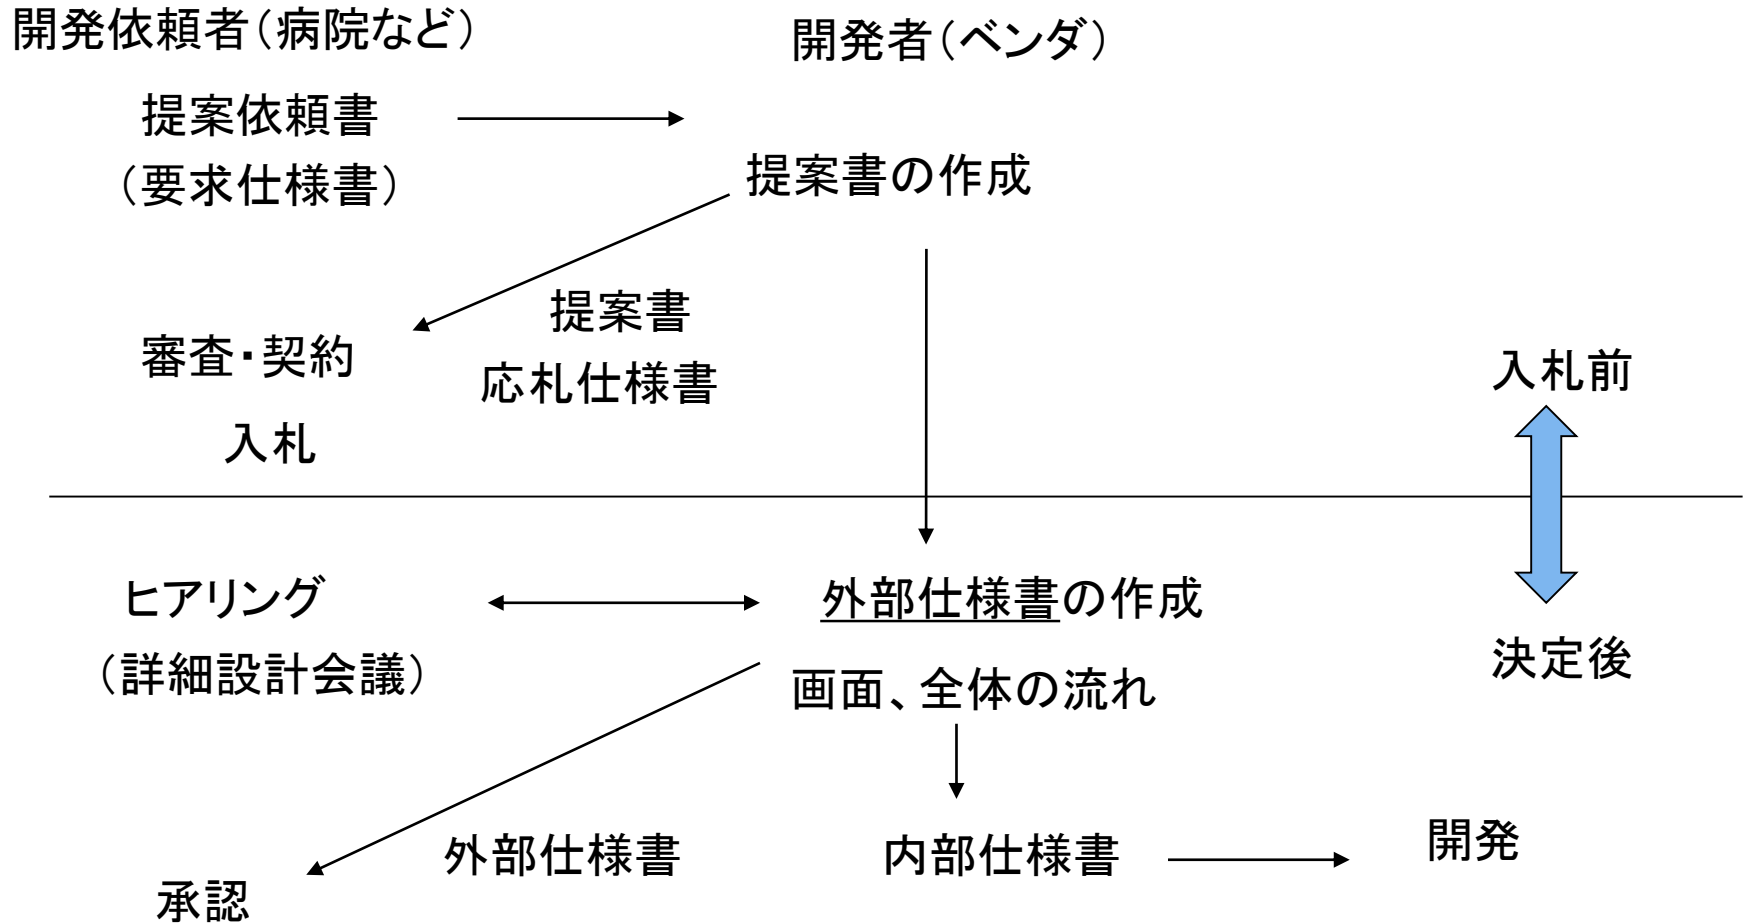 開発依頼者(病院など)
開発者(ベンダ)
提案依頼書
(要求仕様書)
提案書の作成
提案書
応札仕様書
審査・契約
入札
入札前
決定後
ヒアリング
(詳細設計会議)
外部仕様書の作成
画面、全体の流れ
外部仕様書
内部仕様書
開発
承認